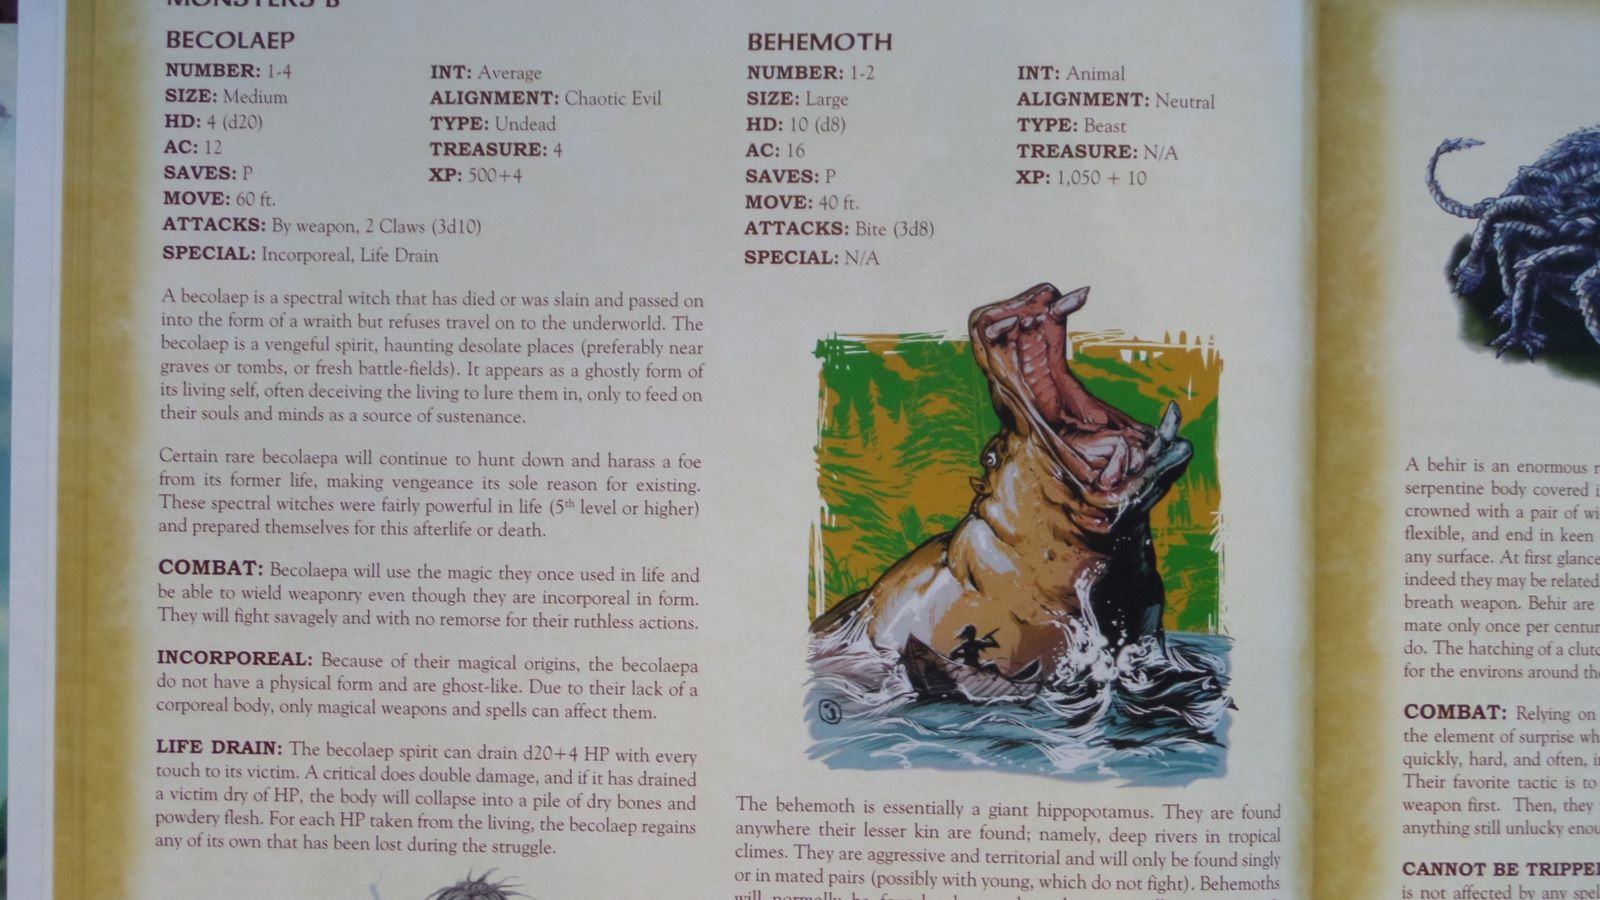 MONSTERS B
BECOLAEP
NUMBER: 1-4
SIZE: Medium
HD: 4 (d20)
AC: 12
SAVES: P
MOVE: 60 ft.
ATTACKS: By weapon, 2 Claws (3d10)
SPECIAL: Incorporeal, Life Drain
INT: Average
ALIGNMENT: Chaotic Evil
TYPE: Undead
TREASURE: 4
XP: 500+4
A becolaep is a spectral witch that has died or was slain and passed on
into the form of a wraith but refuses travel on to the underworld. The
becolaep is a vengeful spirit, haunting desolate places (preferably near
graves or tombs, or fresh battle-fields). It appears as a ghostly form of
its living self, often deceiving the living to lure them in, only to feed on
their souls and minds as a source of sustenance.
Certain rare becolaepa will continue to hunt down and harass a foe
from its former life, making vengeance its sole reason for existing.
These spectral witches were fairly powerful in life (5th level or higher)
and prepared themselves for this afterlife or death.
COMBAT: Becolaepa will use the magic they once used in life and
be able to wield weaponry even though they are incorporeal in form.
They will fight savagely and with no remorse for their ruthless actions.
INCORPOREAL: Because of their magical origins, the becolaepa
do not have a physical form and are ghost-like. Due to their lack of a
corporeal body, only magical weapons and spells can affect them.
LIFE DRAIN: The becolaep spirit can drain d20+4 HP with every
touch to its victim. A critical does double damage, and if it has drained
a victim dry of HP, the body will collapse into a pile of dry bones and
powdery flesh. For each HP taken from the living, the becolaep regains
any of its own that has been lost during the struggle.
BEHEMOTH
NUMBER: 1-2
SIZE: Large
HD: 10 (d8)
AC: 16
SAVES: P
MOVE: 40 ft.
ATTACKS: Bite (3d8)
SPECIAL: N/A
INT: Animal
ALIGNMENT: Neutral
TYPE: Beast
TREASURE: N/A
XP: 1,050 + 10
The behemoth is essentially a giant hippopotamus. They are found
anywhere their lesser kin are found; namely, deep rivers in tropical
climes. They are aggressive and territorial and will only be found singly
or in mated pairs (possibly with young, which do not fight). Behemoths
will normally be found
A behir is an enormous
serpentine body covered
crowned with a pair of
flexible, and end in keen
any surface. At first glance
indeed they may be related
breath weapon. Behir are
mate only once per
do. The hatching of a
for the environs around
COMBAT: Relying on
the element of surprise
quickly, hard, and often,
Their favorite tactic is to
weapon first. Then, they
anything still unlucky
CANNOT BE
is not affected by any